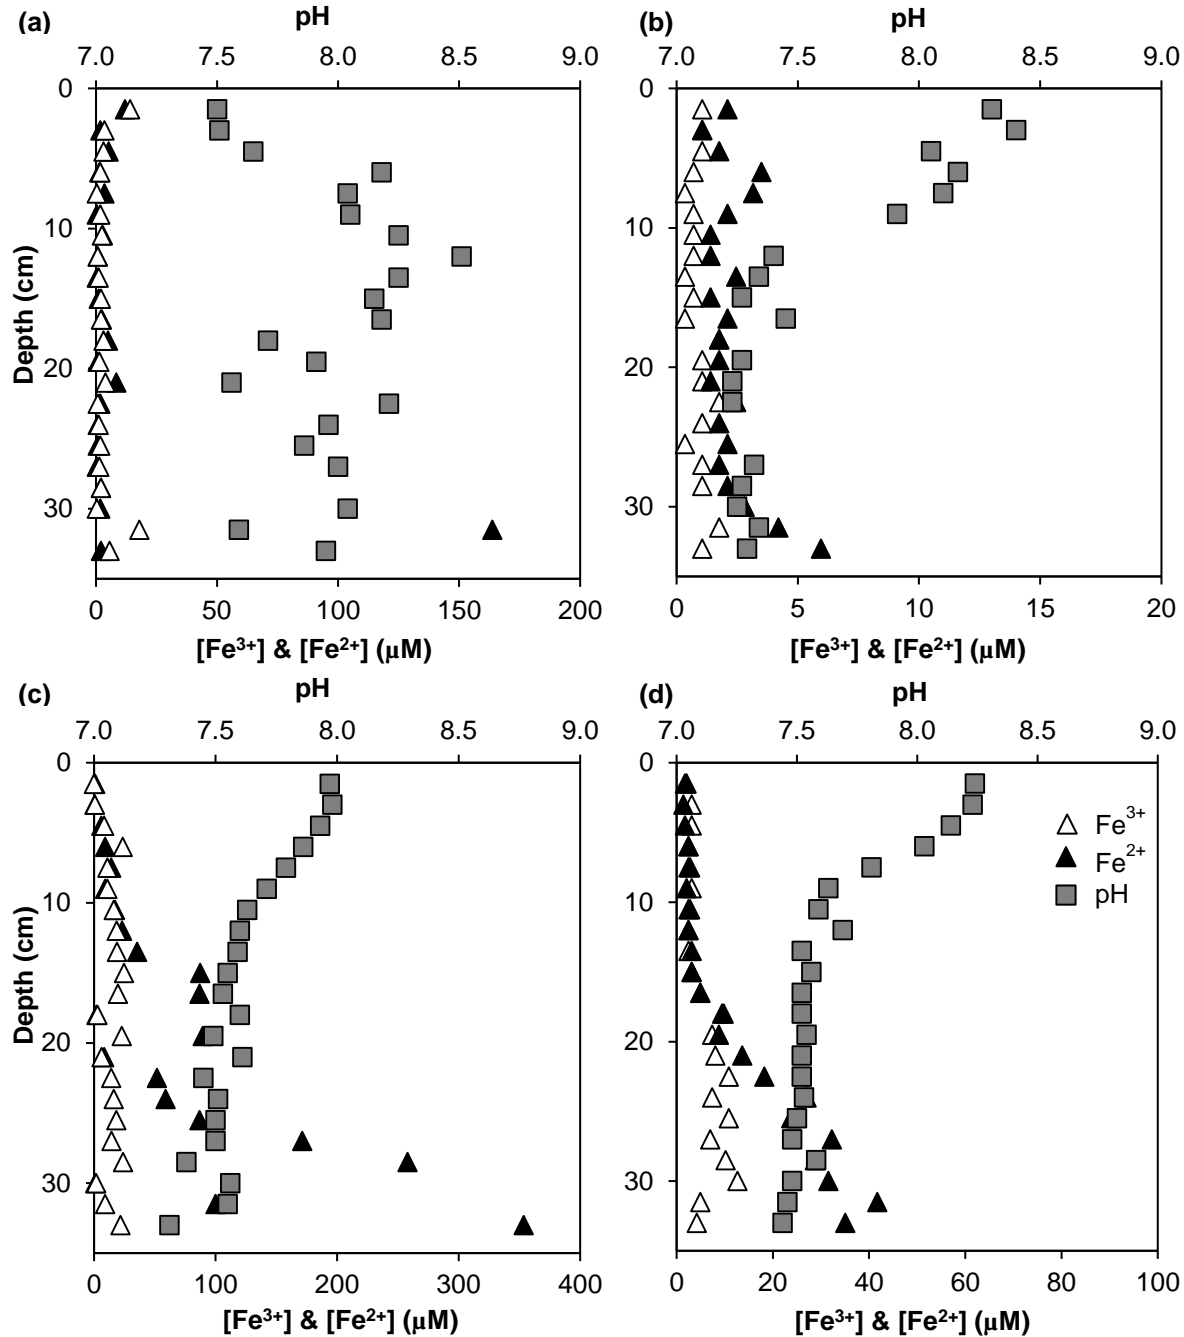 (a)
pH
7.0 7.5 8.0 8.5 9.0
0
10
20
30
Depth (cm)
0 50 100 150 200
[Fe³⁺] & [Fe²⁺] (µM)
(b)
pH
7.0 7.5 8.0 8.5 9.0
0
10
20
30
0 5 10 15 20
[Fe³⁺] & [Fe²⁺] (µM)
(c)
pH
7.0 7.5 8.0 8.5 9.0
0
10
20
30
Depth (cm)
0 100 200 300 400
[Fe³⁺] & [Fe²⁺] (µM)
(d)
pH
7.0 7.5 8.0 8.5 9.0
0
10
20
30
Fe³⁺
Fe²⁺
pH
0 20 40 60 80 100
[Fe³⁺] & [Fe²⁺] (µM)